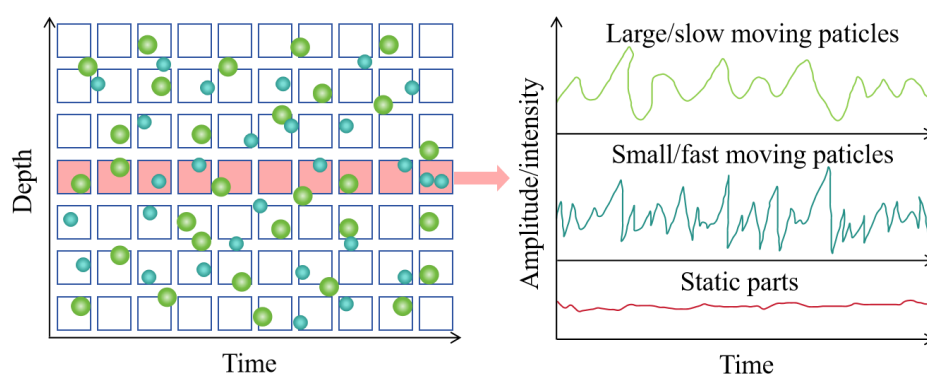 Depth
Time
Amplitude/intensity
Large/slow moving paticles
Small/fast moving paticles
Static parts
Time